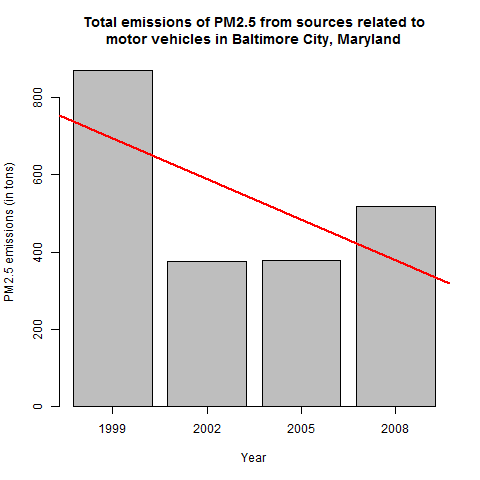 Total emissions of PM2.5 from sources related to
motor vehicles in Baltimore City, Maryland
PM2.5 emissions (in tons)
800
600
400
200
0
1999 2002 2005 2008
Year